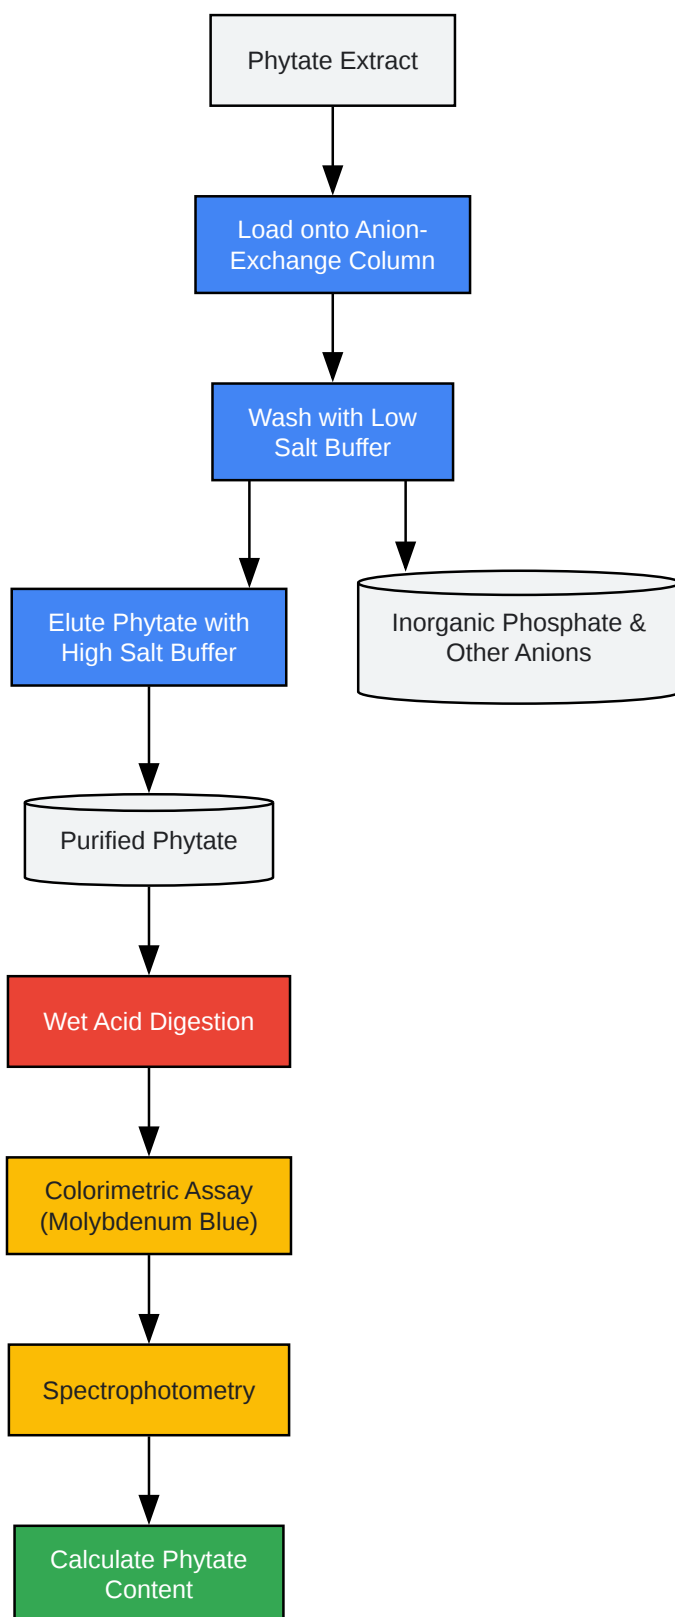 Phytate Extract
Load onto Anion-
Exchange Column
Wash with Low
Salt Buffer
Elute Phytate with
High Salt Buffer
Inorganic Phosphate &
Other Anions
Purified Phytate
Wet Acid Digestion
Colorimetric Assay
(Molybdenum Blue)
Spectrophotometry
Calculate Phytate
Content